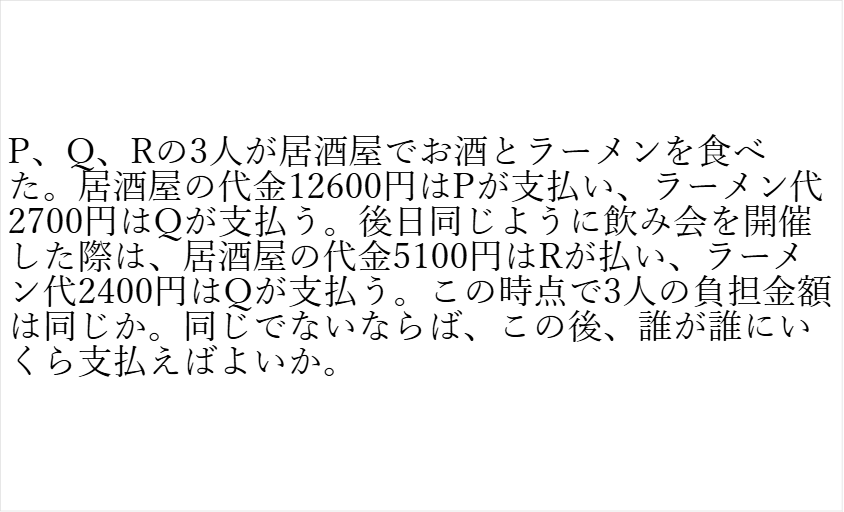 P、Q、Rの3人が居酒屋でお酒とラーメンを食べ
た。居酒屋の代金12600円はPが支払い、ラーメン代
2700円はQが支払う。後日同じように飲み会を開催
した際は、居酒屋の代金5100円はRが払い、ラーメ
ン代2400円はQが支払う。この時点で3人の負担金額
は同じか。同じでないならば、この後、誰が誰にい
くら支払えばよいか。